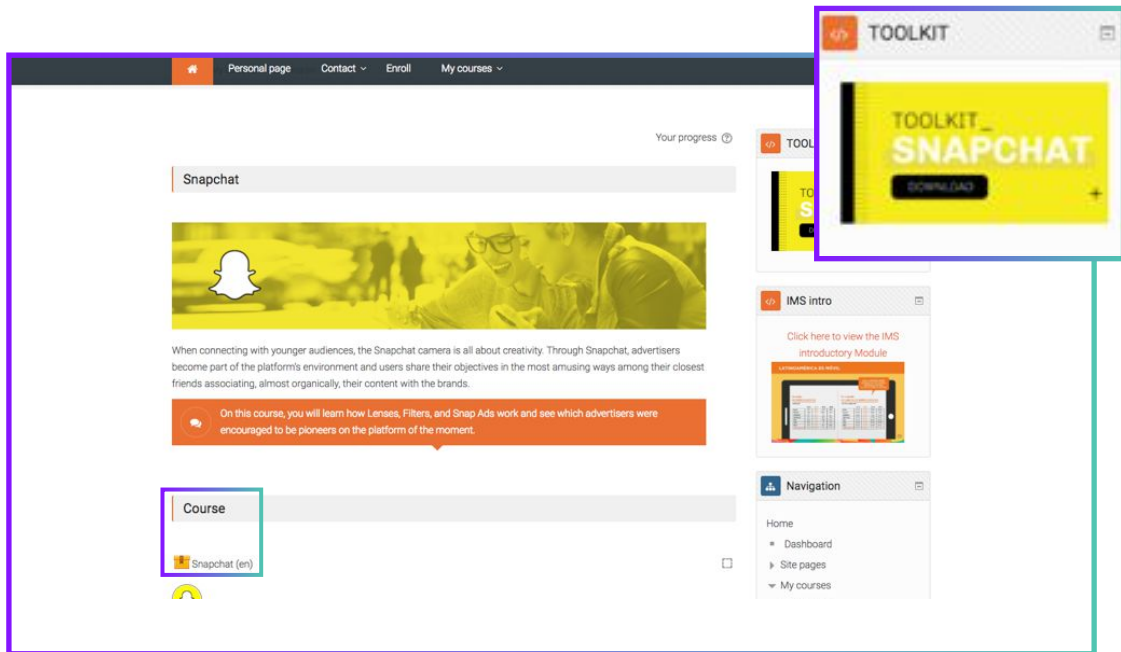 TOOLKIT
TOOLKIT_
SNAPCHAT
DOWNLOAD
Personal page
Contact
Enroll
My courses
Your progress
Snapchat
When connecting with younger audiences, the Snapchat camera is all about creativity. Through Snapchat, advertisers
become part of the platform's environment and users share their objectives in the most amusing ways among their closest
friends associating, almost organically, their content with the brands.
On this course, you will learn how Lenses, Filters, and Snap Ads work and see which advertisers were
encouraged to be pioneers on the platform of the moment.
Course
Snapchat (en)
TOOL
TO
S
IMS intro
Click here to view the IMS
introductory Module
LATINOAMÉRICA ES MÓVIL
Navigation
Home
Dashboard
Site pages
My courses